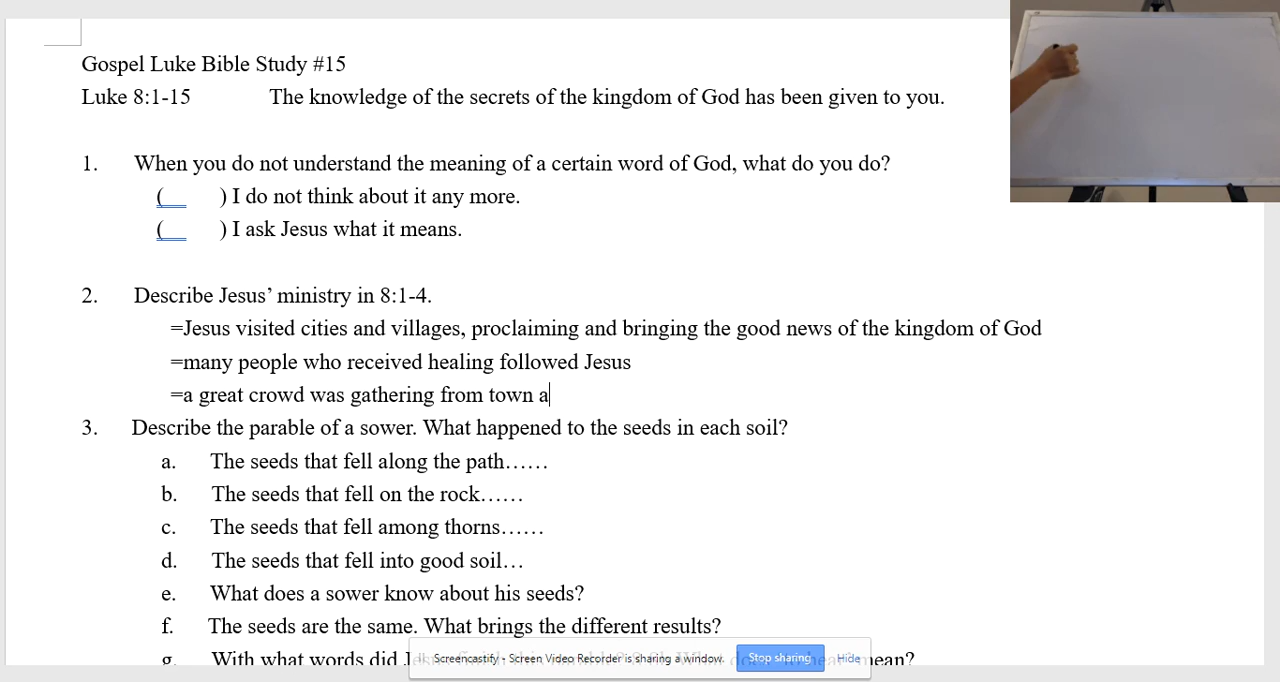 Gospel Luke Bible Study #15
Luke 8:1-15 The knowledge of the secrets of the kingdom of God has been given to you.
1. When you do not understand the meaning of a certain word of God, what do you do?
(__ ) I do not think about it any more.
(__ ) I ask Jesus what it means.
2. Describe Jesus’ ministry in 8:1-4.
=Jesus visited cities and villages, proclaiming and bringing the good news of the kingdom of God
=many people who received healing followed Jesus
=a great crowd was gathering from town a
3. Describe the parable of a sower. What happened to the seeds in each soil?
a. The seeds that fell along the path……
b. The seeds that fell on the rock……
c. The seeds that fell among thorns……
d. The seeds that fell into good soil…
e. What does a sower know about his seeds?
f. The seeds are the same. What brings the different results?
g. With what words did mean?
Screencastify - Screen Video Recorder is sharing a window. Stop sharing Hide